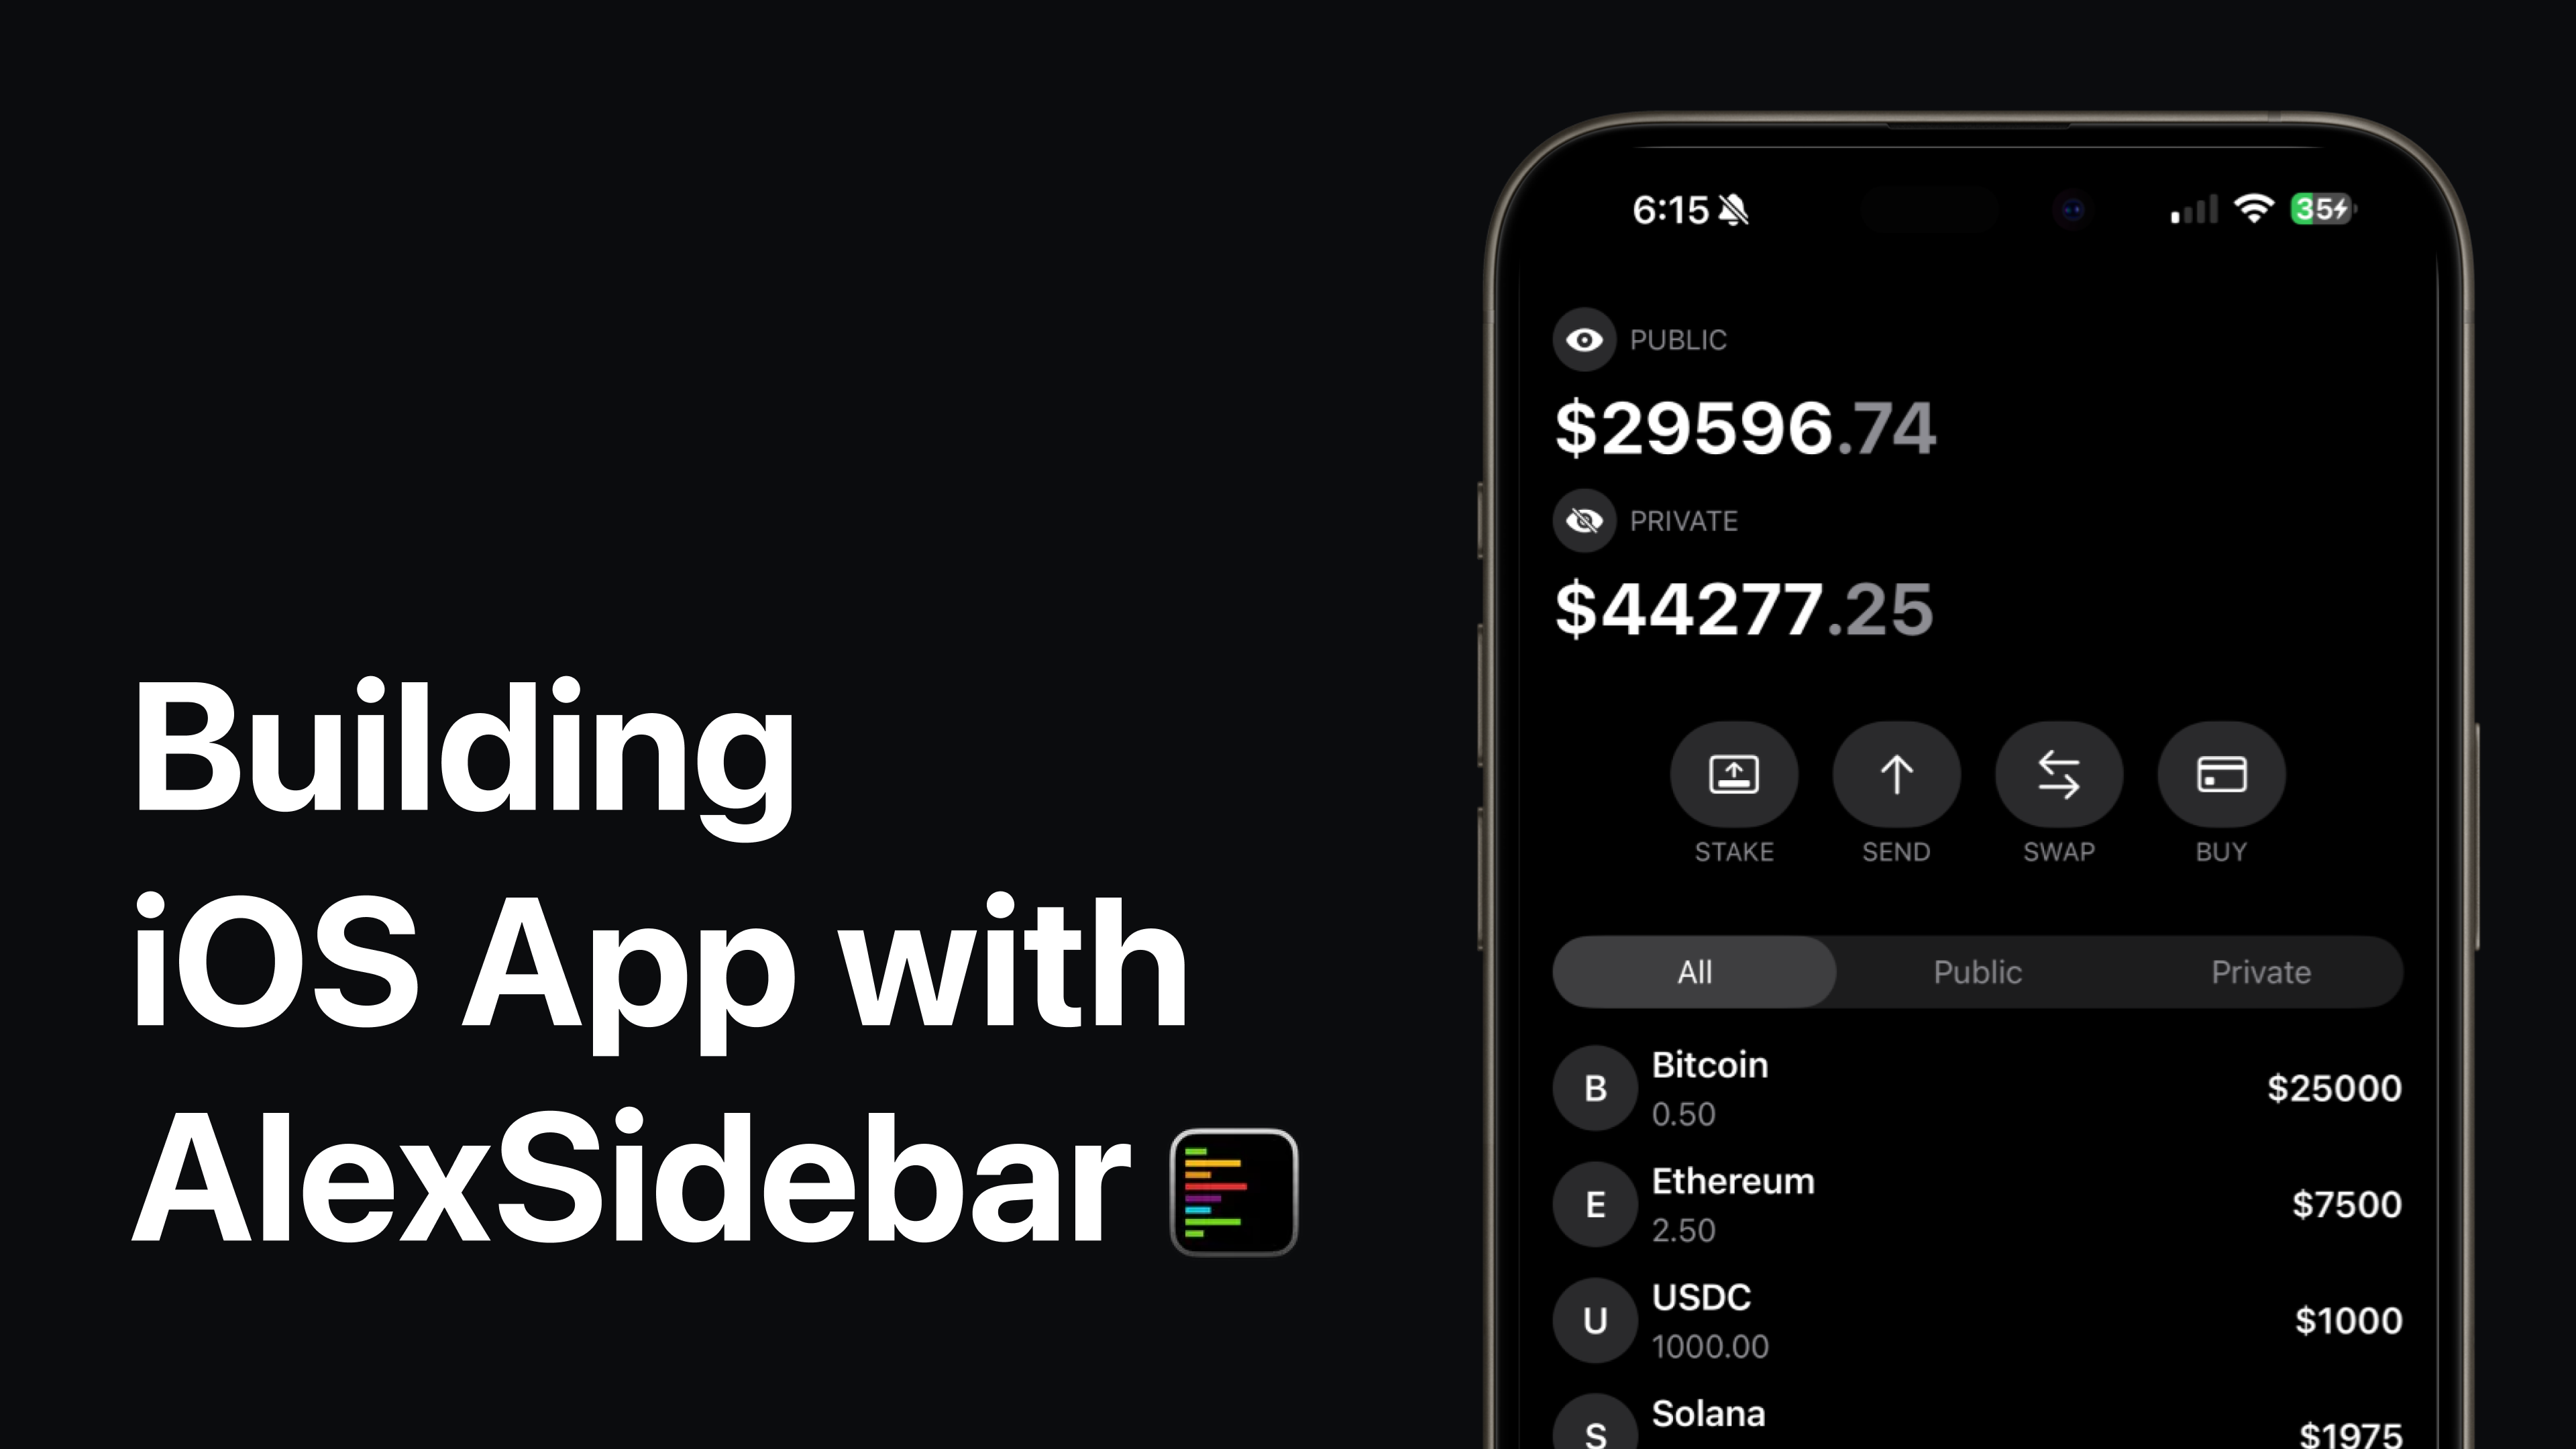 Building
iOS App with
AlexSidebar
6:15
35
PUBLIC
$29596.74
PRIVATE
$44277.25
STAKE SEND SWAP BUY
All Public Private
B Bitcoin $25000
0.50
E Ethereum $7500
2.50
U USDC $1000
1000.00
S Solana $1975